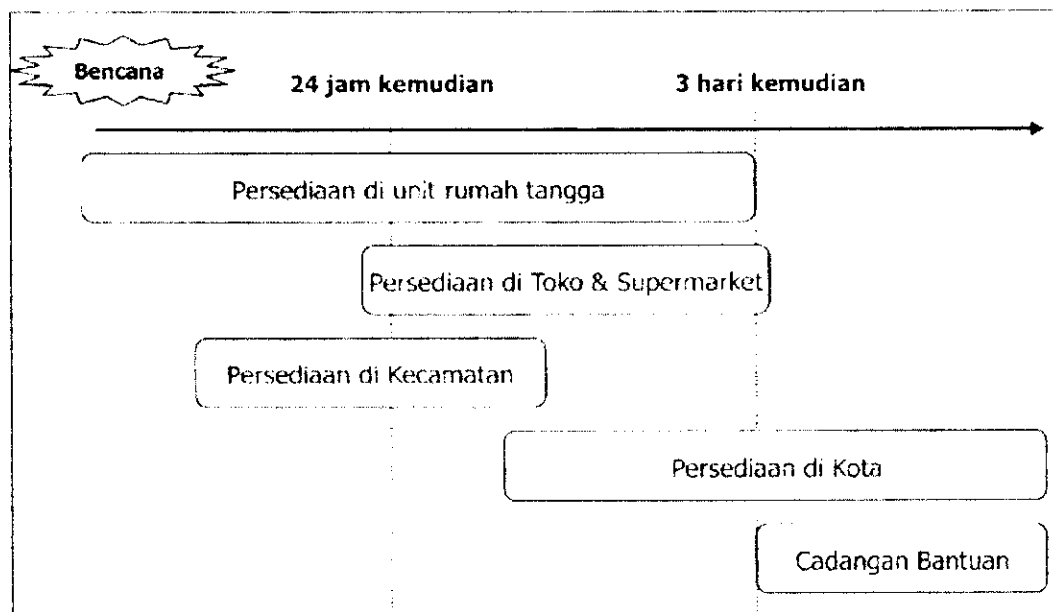 Bencana
24 jam kemudian
3 hari kemudian
Persediaan di unit rumah tangga
Persediaan di Toko & Supermarket
Persediaan di Kecamatan
Persediaan di Kota
Cadangan Bantuan